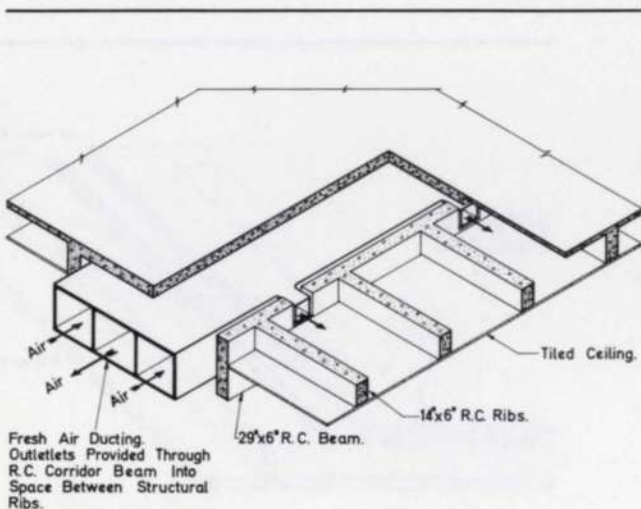 Air
Air
Air
Tiled Ceiling.
14"x6" R.C. Ribs.
29"x6" R.C. Beam.
Fresh Air Ducting.
Outletlets Provided Through
R.C. Corridor Beam Into
Space Between Structural
Ribs.